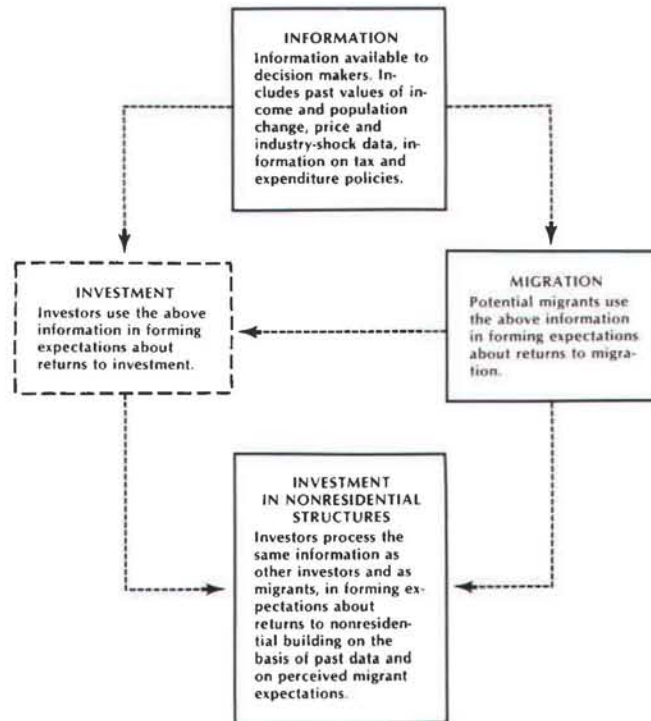 INFORMATION
Information available to
decision makers. In-
cludes past values of in-
come and population
change, price and
industry-shock data, in-
formation on tax and
expenditure policies.
INVESTMENT
Investors use the above
information in forming
expectations about
returns to investment.
MIGRATION
Potential migrants use
the above information
in forming expectations
about returns to migra-
tion.
INVESTMENT
IN NONRESIDENTIAL
STRUCTURES
Investors process the
same information as
other investors and as
migrants, in forming ex-
pectations about
returns to nonresiden-
tial building on the
basis of past data and
on perceived migrant
expectations.